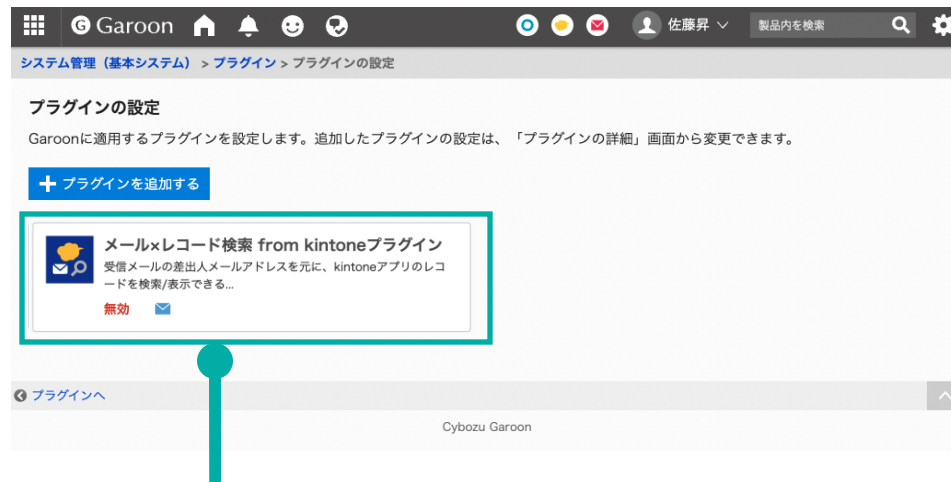 G Garoon 佐藤昇 製品内を検索
システム管理（基本システム） > プラグイン > プラグインの設定
プラグインの設定
Garoonに適用するプラグインを設定します。追加したプラグインの設定は、「プラグインの詳細」画面から変更できます。
プラグインを追加する
メール×レコード検索 from kintoneプラグイン
受信メールの差出人メールアドレスを元に、kintoneアプリのレコ
ードを検索/表示できる...
無効
プラグインへ
Cybozu Garoon